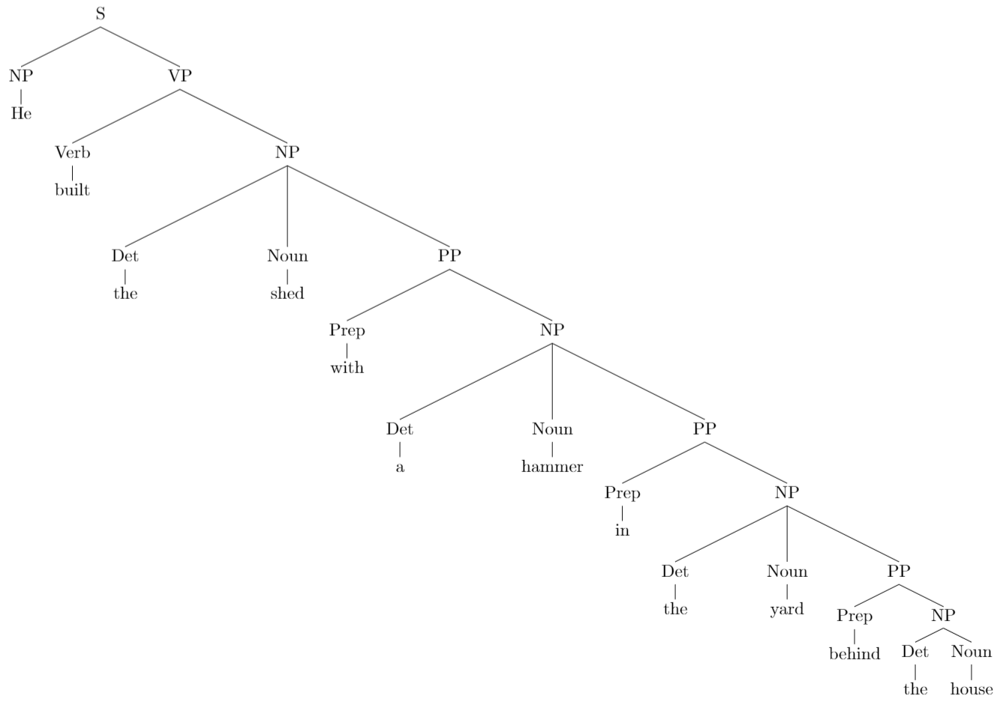 S
NP VP
He
Verb NP
built
Det Noun PP
the shed
Prep NP
with
Det Noun PP
a hammer
Prep NP
in
Det Noun PP
the yard
Prep NP
behind Det Noun
the house